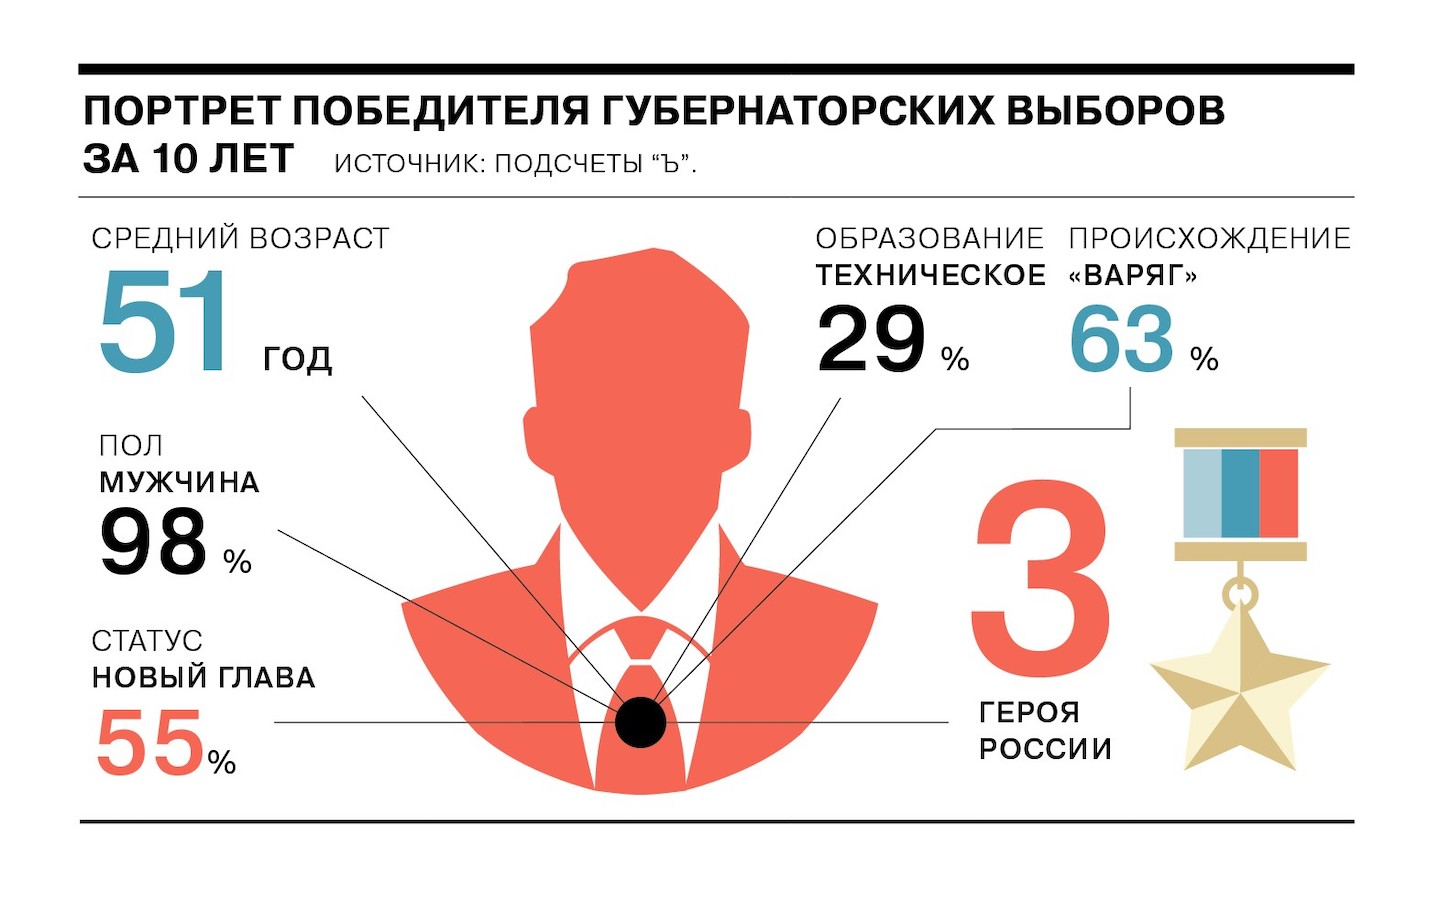 ПОРТРЕТ ПОБЕДИТЕЛЯ ГУБЕРНАТОРСКИХ ВЫБОРОВ
ЗА 10 ЛЕТ ИСТОЧНИК: ПОДСЧЕТЫ “Ъ”.
СРЕДНИЙ ВОЗРАСТ
51 ГОД
ПОЛ
МУЖЧИНА
98 %
СТАТУС
НОВЫЙ ГЛАВА
55%
ОБРАЗОВАНИЕ
ТЕХНИЧЕСКОЕ
29 %
ПРОИСХОЖДЕНИЕ
«ВАРЯГ»
63 %
3
ГЕРОЯ
РОССИИ